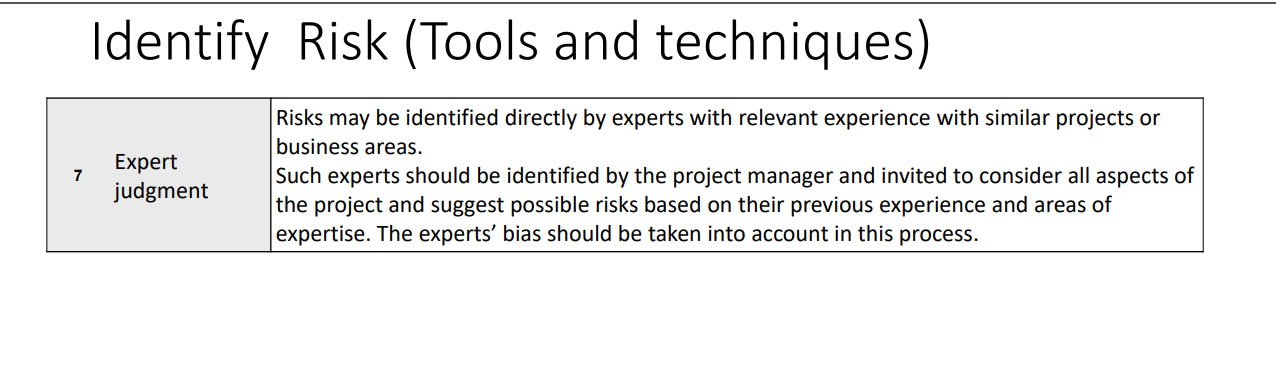 Identify  Risk (Tools and techniques)
7
Expert
judgment
Risks may be identified directly by experts with relevant experience with similar projects or
business areas.
Such experts should be identified by the project manager and invited to consider all aspects of
the project and suggest possible risks based on their previous experience and areas of
expertise. The experts’ bias should be taken into account in this process.